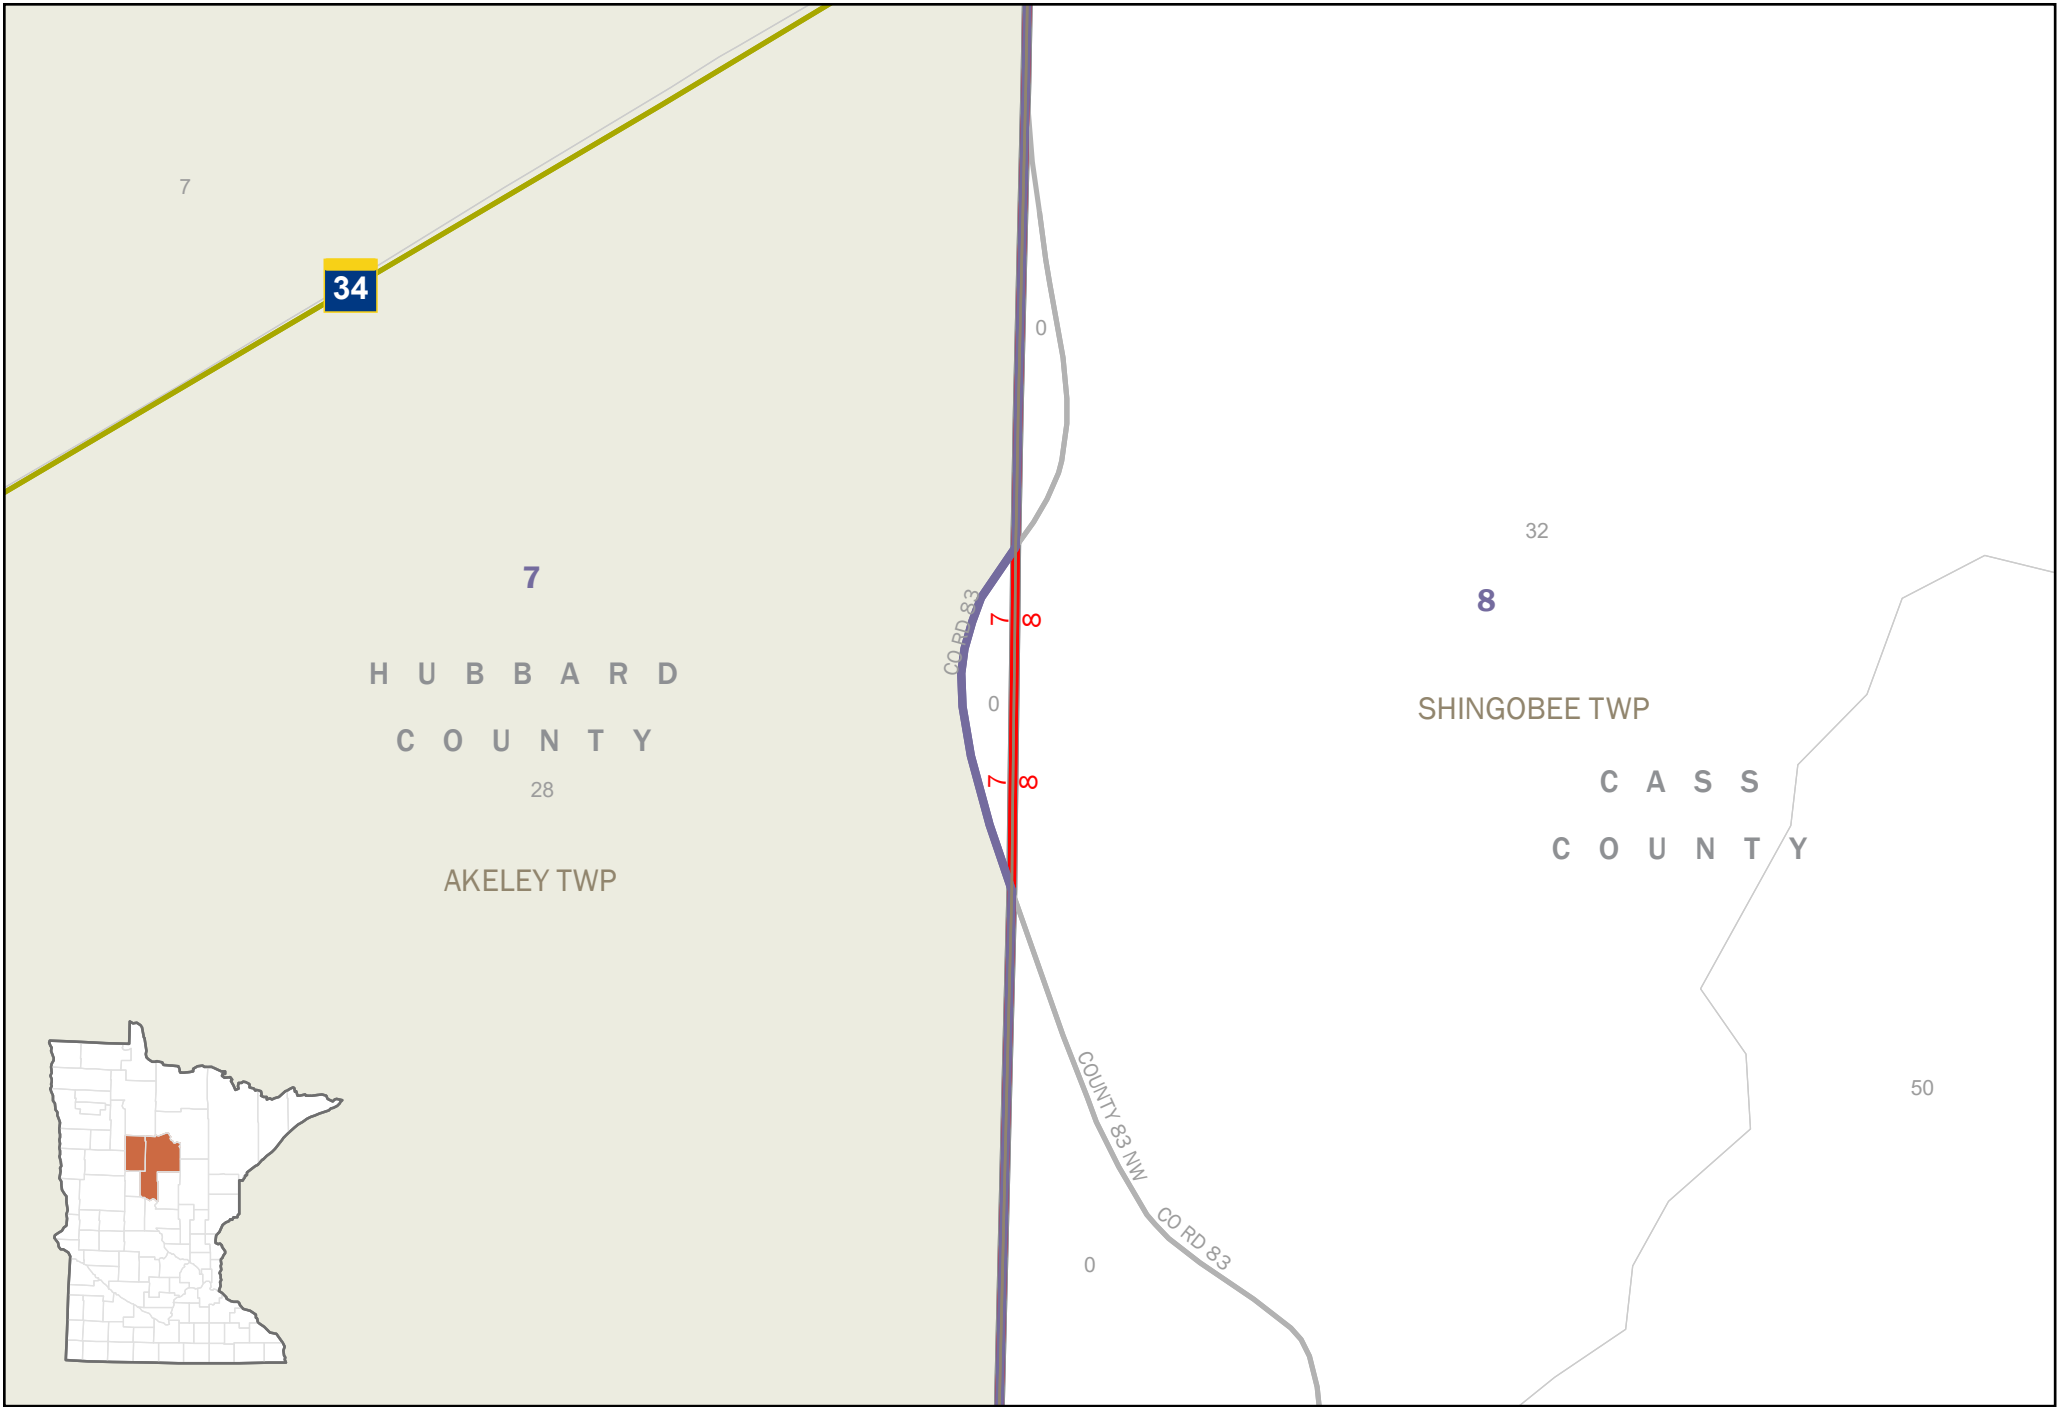 7
34
0
32
7
8
CO RD 83
7 8
HUBBARD
COUNTY
0
SHINGOBEE TWP
7 8
CASS
COUNTY
28
AKELEY TWP
COUNTY 83 NW
50
CO RD 83
0